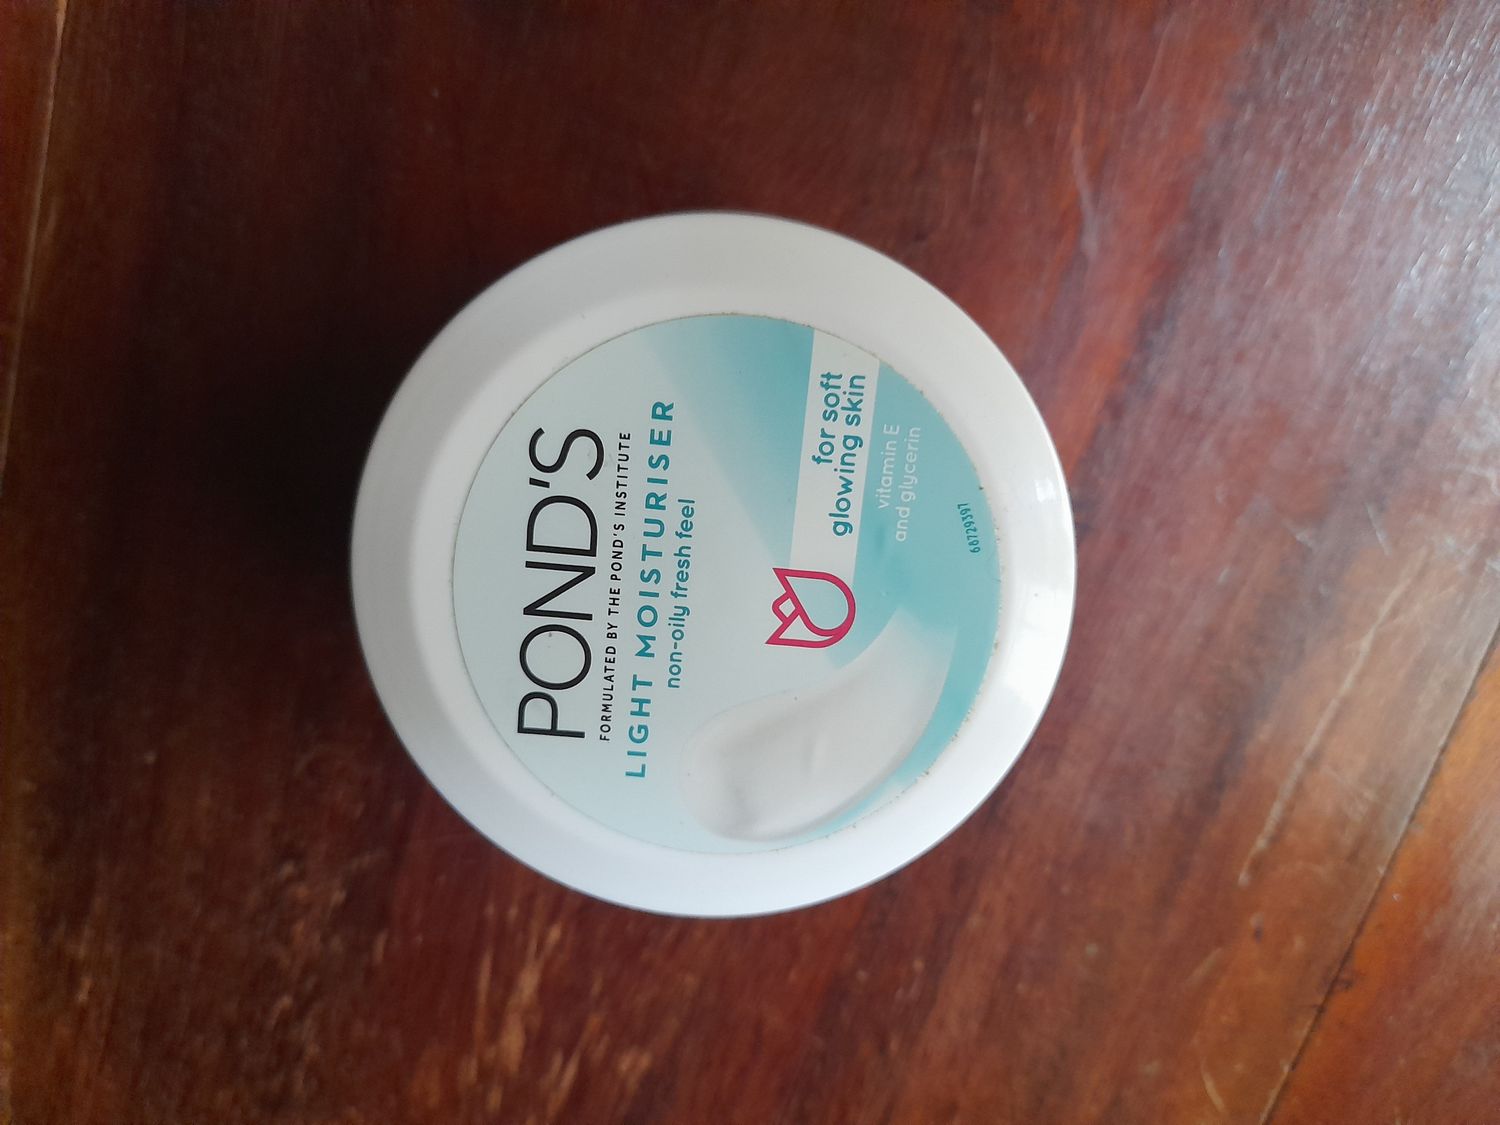 POND'S
FORMULATED BY THE POND'S INSTITUTE
LIGHT MOISTURISER
non-oily fresh feel
for soft
glowing skin
vitamin E
and glycerin
68729397